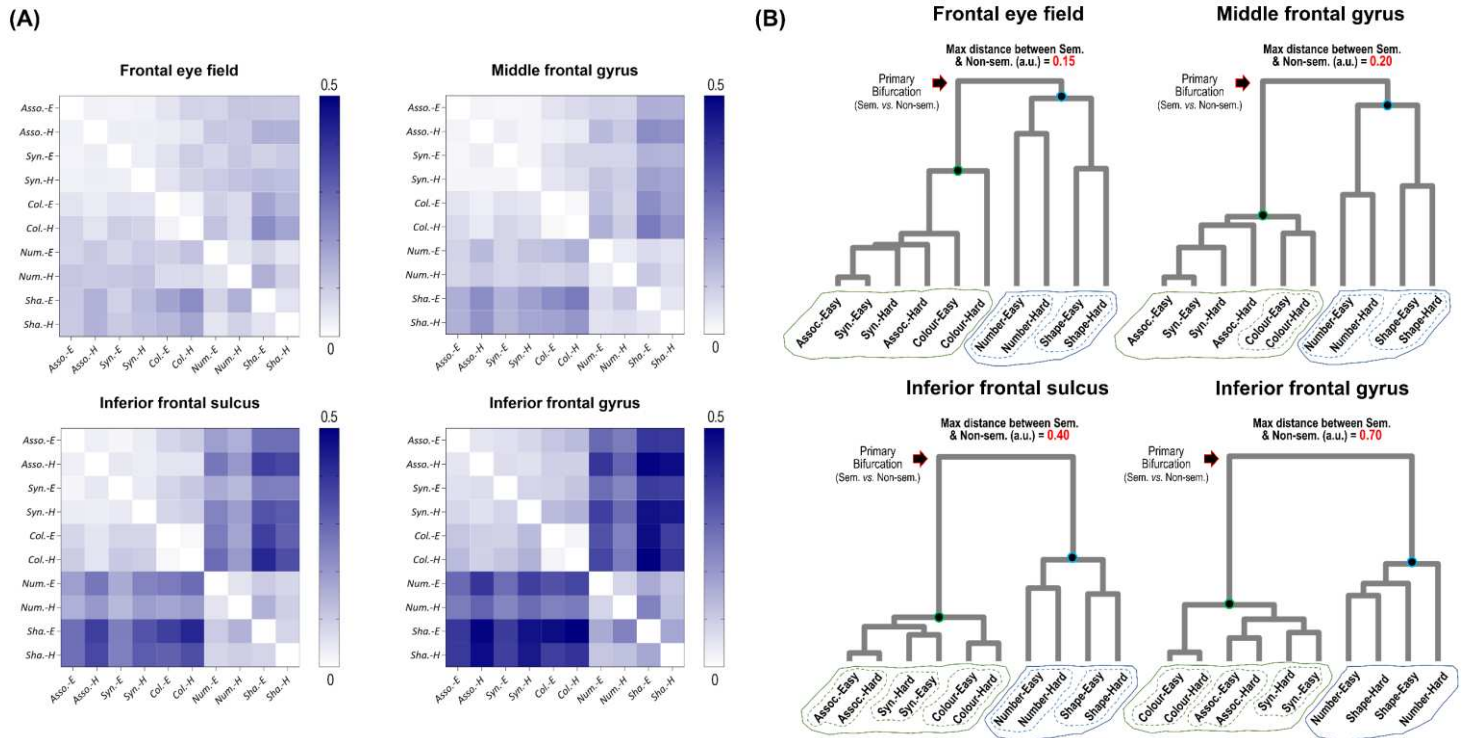 (A)
Frontal eye field
0.5
0
Asso.-E
Asso.-H
Syn.-E
Syn.-H
Col.-E
Col.-H
Num.-E
Num.-H
Sha.-E
Sha.-H
Asso.-E
Asso.-H
Syn.-E
Syn.-H
Col.-E
Col.-H
Num.-E
Num.-H
Sha.-E
Sha.-H
Middle frontal gyrus
0.5
0
Asso.-E
Asso.-H
Syn.-E
Syn.-H
Col.-E
Col.-H
Num.-E
Num.-H
Sha.-E
Sha.-H
Asso.-E
Asso.-H
Syn.-E
Syn.-H
Col.-E
Col.-H
Num.-E
Num.-H
Sha.-E
Sha.-H
Inferior frontal sulcus
0.5
0
Asso.-E
Asso.-H
Syn.-E
Syn.-H
Col.-E
Col.-H
Num.-E
Num.-H
Sha.-E
Sha.-H
Asso.-E
Asso.-H
Syn.-E
Syn.-H
Col.-E
Col.-H
Num.-E
Num.-H
Sha.-E
Sha.-H
Inferior frontal gyrus
0.5
0
Asso.-E
Asso.-H
Syn.-E
Syn.-H
Col.-E
Col.-H
Num.-E
Num.-H
Sha.-E
Sha.-H
Asso.-E
Asso.-H
Syn.-E
Syn.-H
Col.-E
Col.-H
Num.-E
Num.-H
Sha.-E
Sha.-H
(B)
Frontal eye field
Max distance between Sem.
& Non-sem. (a.u.) = 0.15
Primary
Bifurcation
(Sem. vs. Non-sem.)
Assoc.-Easy
Syn.-Easy
Syn.-Hard
Assoc.-Hard
Colour-Easy
Colour-Hard
Number-Easy
Number-Hard
Shape-Easy
Shape-Hard
Middle frontal gyrus
Max distance between Sem.
& Non-sem. (a.u.) = 0.20
Primary
Bifurcation
(Sem. vs. Non-sem.)
Assoc.-Easy
Syn.-Easy
Syn.-Hard
Assoc.-Hard
Colour-Easy
Colour-Hard
Number-Easy
Number-Hard
Shape-Easy
Shape-Hard
Inferior frontal sulcus
Max distance between Sem.
& Non-sem. (a.u.) = 0.40
Primary
Bifurcation
(Sem. vs. Non-sem.)
Assoc.-Easy
Assoc.-Hard
Syn.-Hard
Syn.-Easy
Colour-Easy
Colour-Hard
Number-Easy
Number-Hard
Shape-Easy
Shape-Hard
Inferior frontal gyrus
Max distance between Sem.
& Non-sem. (a.u.) = 0.70
Primary
Bifurcation
(Sem. vs. Non-sem.)
Colour-Easy
Colour-Hard
Assoc.-Easy
Assoc.-Hard
Syn.-Hard
Syn.-Easy
Number-Easy
Shape-Hard
Shape-Easy
Number-Hard